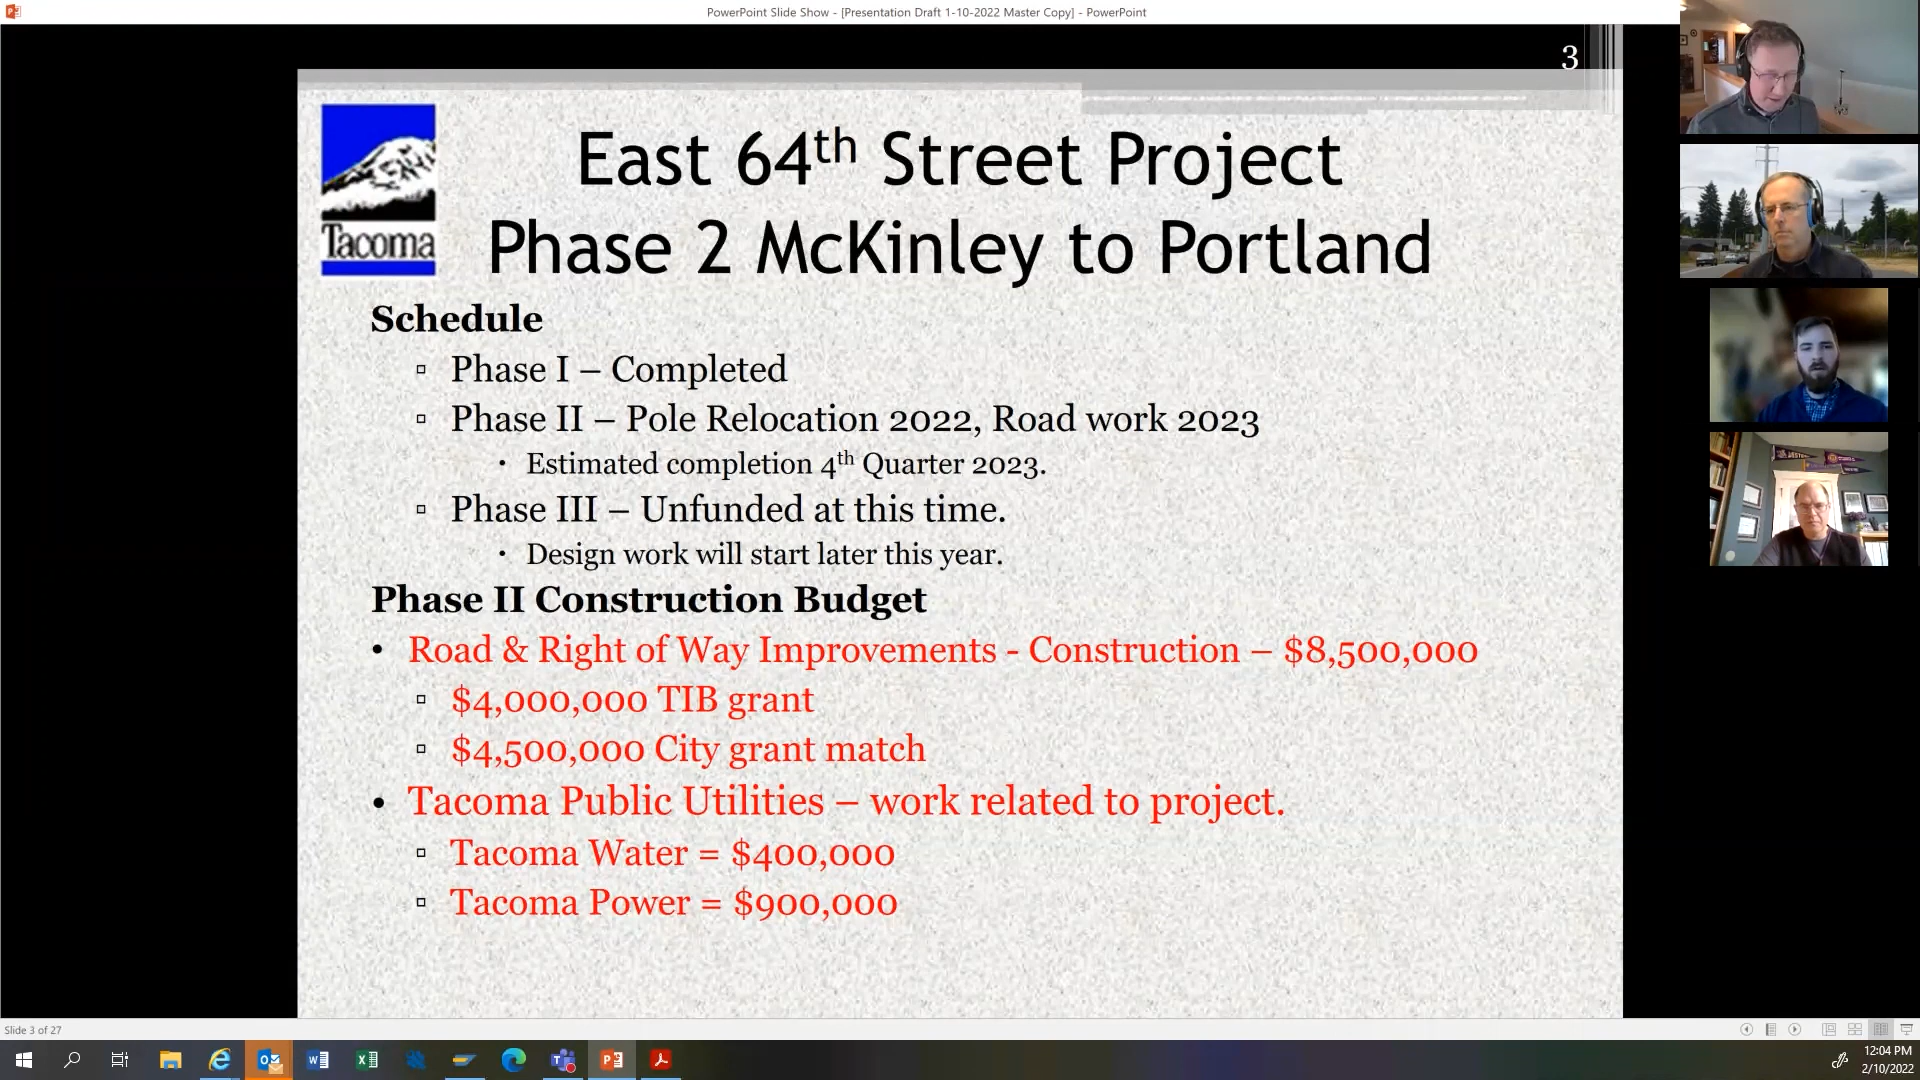 PowerPoint Slide Show - [Presentation Draft 1-10-2022 Master Copy] - PowerPoint
3
Tacoma
East 64th Street Project
Phase 2 McKinley to Portland
Schedule
Phase I – Completed
Phase II – Pole Relocation 2022, Road work 2023
Estimated completion 4th Quarter 2023.
Phase III – Unfunded at this time.
Design work will start later this year.
Phase II Construction Budget
Road & Right of Way Improvements - Construction – $8,500,000
$4,000,000 TIB grant
$4,500,000 City grant match
Tacoma Public Utilities – work related to project.
Tacoma Water = $400,000
Tacoma Power = $900,000
Slide 3 of 27
12:04 PM
2/10/2022